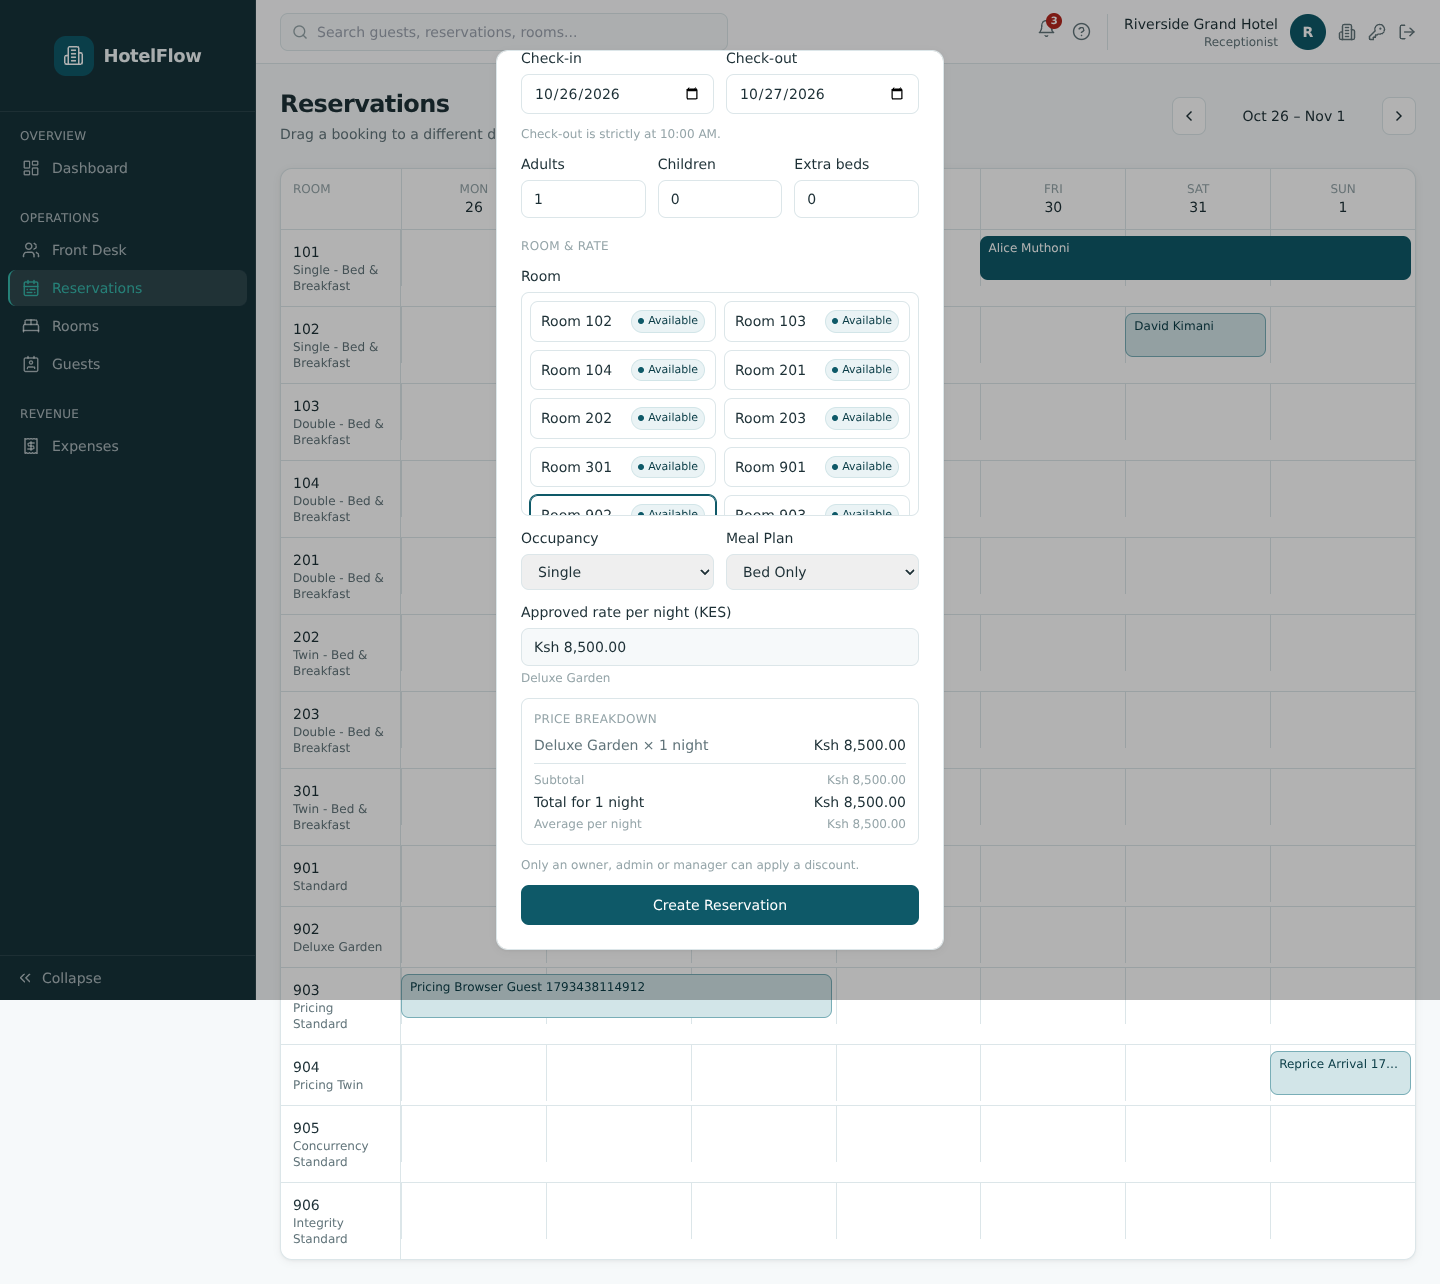 HotelFlow
OVERVIEW
Dashboard
OPERATIONS
Front Desk
Reservations
Rooms
Guests
REVENUE
Expenses
Collapse
Search guests, reservations, rooms...
3
Riverside Grand Hotel
Receptionist
R
Reservations
Drag a booking to a different d
Oct 26 – Nov 1
ROOM
MON
26
FRI
30
SAT
31
SUN
1
101
Single - Bed &
Breakfast
Alice Muthoni
102
Single - Bed &
Breakfast
David Kimani
103
Double - Bed &
Breakfast
104
Double - Bed &
Breakfast
201
Double - Bed &
Breakfast
202
Twin - Bed &
Breakfast
203
Double - Bed &
Breakfast
301
Twin - Bed &
Breakfast
901
Standard
902
Deluxe Garden
903
Pricing
Standard
Pricing Browser Guest 1793438114912
904
Pricing Twin
Reprice Arrival 17...
905
Concurrency
Standard
906
Integrity
Standard
Check-in
Check-out
10/26/2026
10/27/2026
Check-out is strictly at 10:00 AM.
Adults
Children
Extra beds
1
0
0
ROOM & RATE
Room
Room 102
Available
Room 103
Available
Room 104
Available
Room 201
Available
Room 202
Available
Room 203
Available
Room 301
Available
Room 901
Available
Room 902
Available
Room 903
Available
Occupancy
Meal Plan
Single
Bed Only
Approved rate per night (KES)
Ksh 8,500.00
Deluxe Garden
PRICE BREAKDOWN
Deluxe Garden × 1 night
Ksh 8,500.00
Subtotal
Ksh 8,500.00
Total for 1 night
Ksh 8,500.00
Average per night
Ksh 8,500.00
Only an owner, admin or manager can apply a discount.
Create Reservation